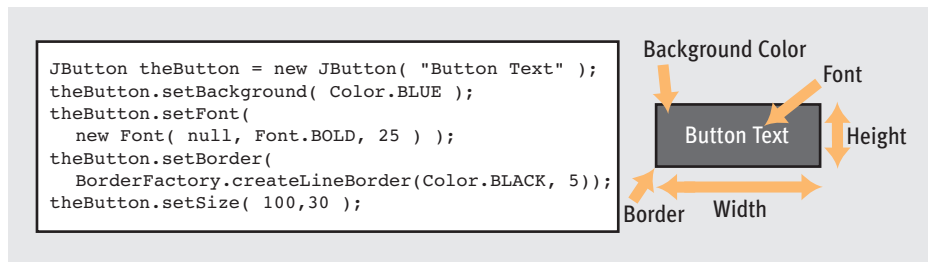 JButton theButton = new JButton( "Button Text" );
theButton.setBackground( Color.BLUE );
theButton.setFont(
new Font( null, Font.BOLD, 25 ) );
theButton.setBorder(
BorderFactory.createLineBorder(Color.BLACK, 5));
theButton.setSize( 100,30 );
Background Color
Font
Button Text
Height
Border
Width